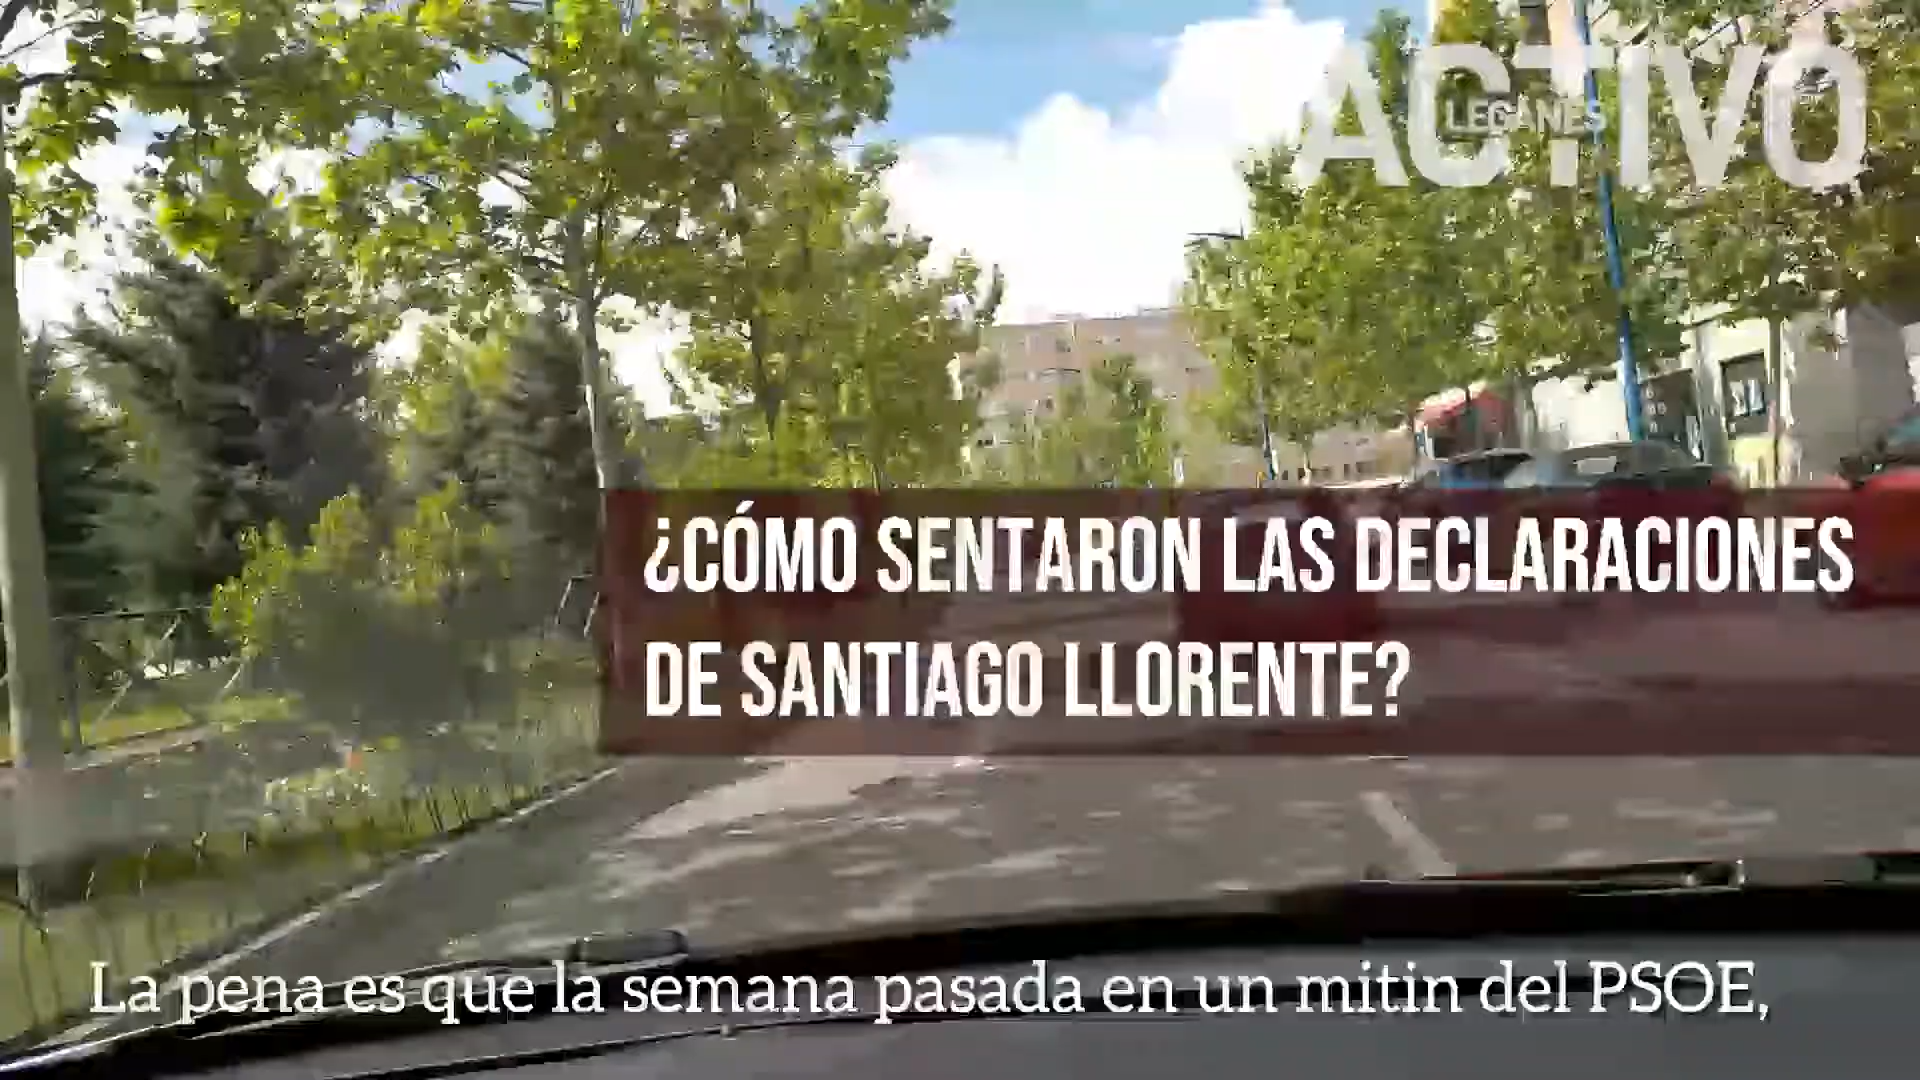 ACTIVO
LEGANÉS
¿CÓMO SENTARON LAS DECLARACIONES
DE SANTIAGO LLORENTE?
La pena es que la semana pasada en un mitin del PSOE,